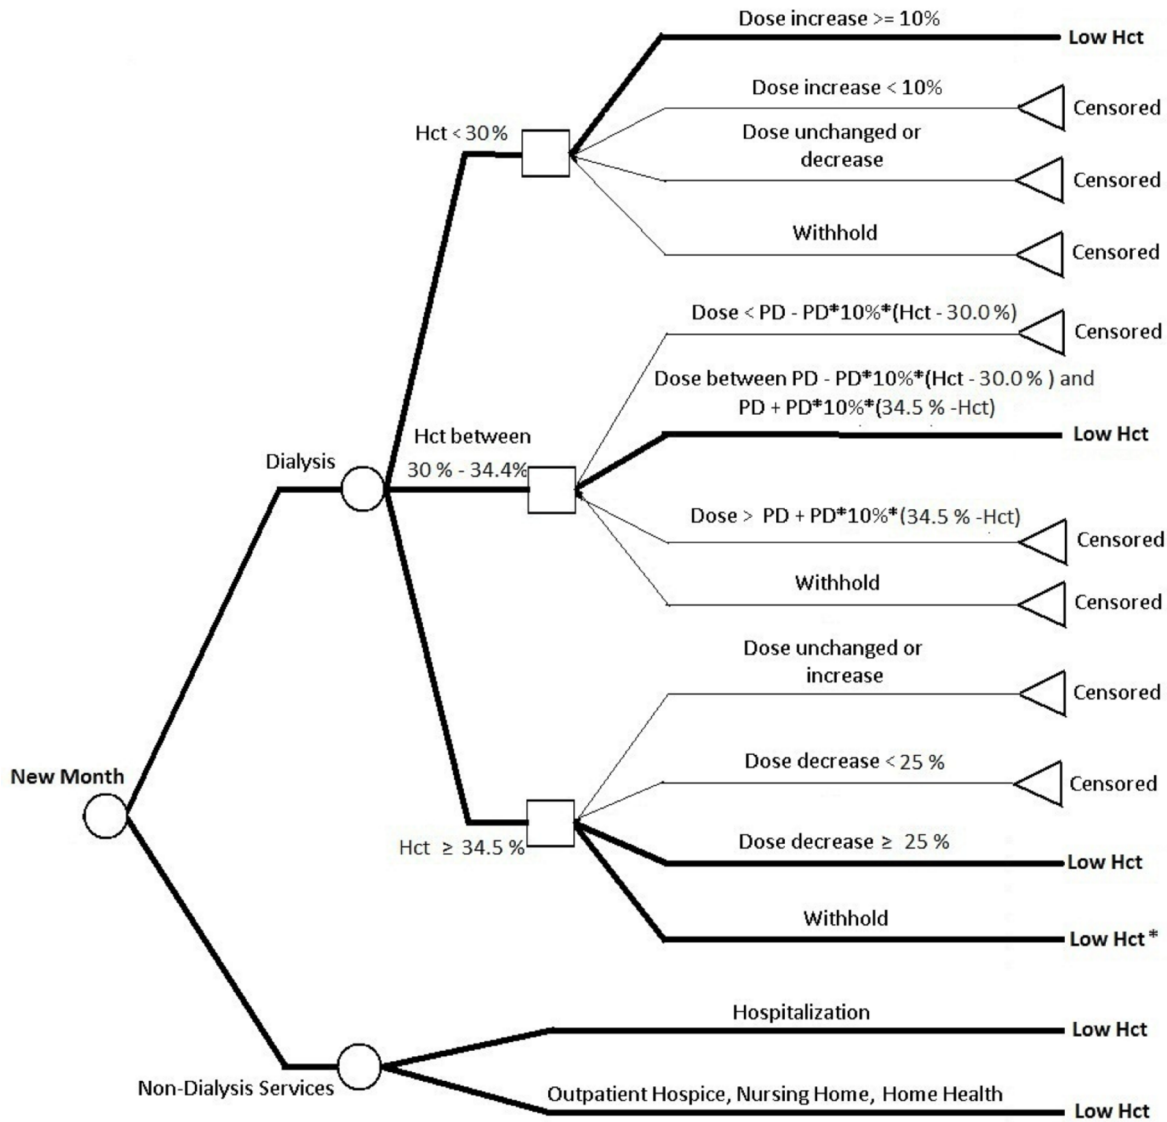 Dose increase >= 10%
Low Hct
Dose increase < 10%
Censored
Hct < 30%
Dose unchanged or
decrease
Censored
Withhold
Censored
Dose < PD - PD*10%*(Hct - 30.0%)
Censored
Dose between PD - PD*10%*(Hct - 30.0% ) and
PD + PD*10%*(34.5 % -Hct)
Low Hct
Hct between
30 % - 34.4%
Dialysis
Dose > PD + PD*10%*(34.5 % -Hct)
Censored
Withhold
Censored
Dose unchanged or
increase
Censored
Dose decrease < 25 %
Censored
New Month
Hct ≥ 34.5 %
Dose decrease ≥ 25 %
Low Hct
Withhold
Low Hct *
Hospitalization
Low Hct
Non-Dialysis Services
Outpatient Hospice, Nursing Home, Home Health
Low Hct